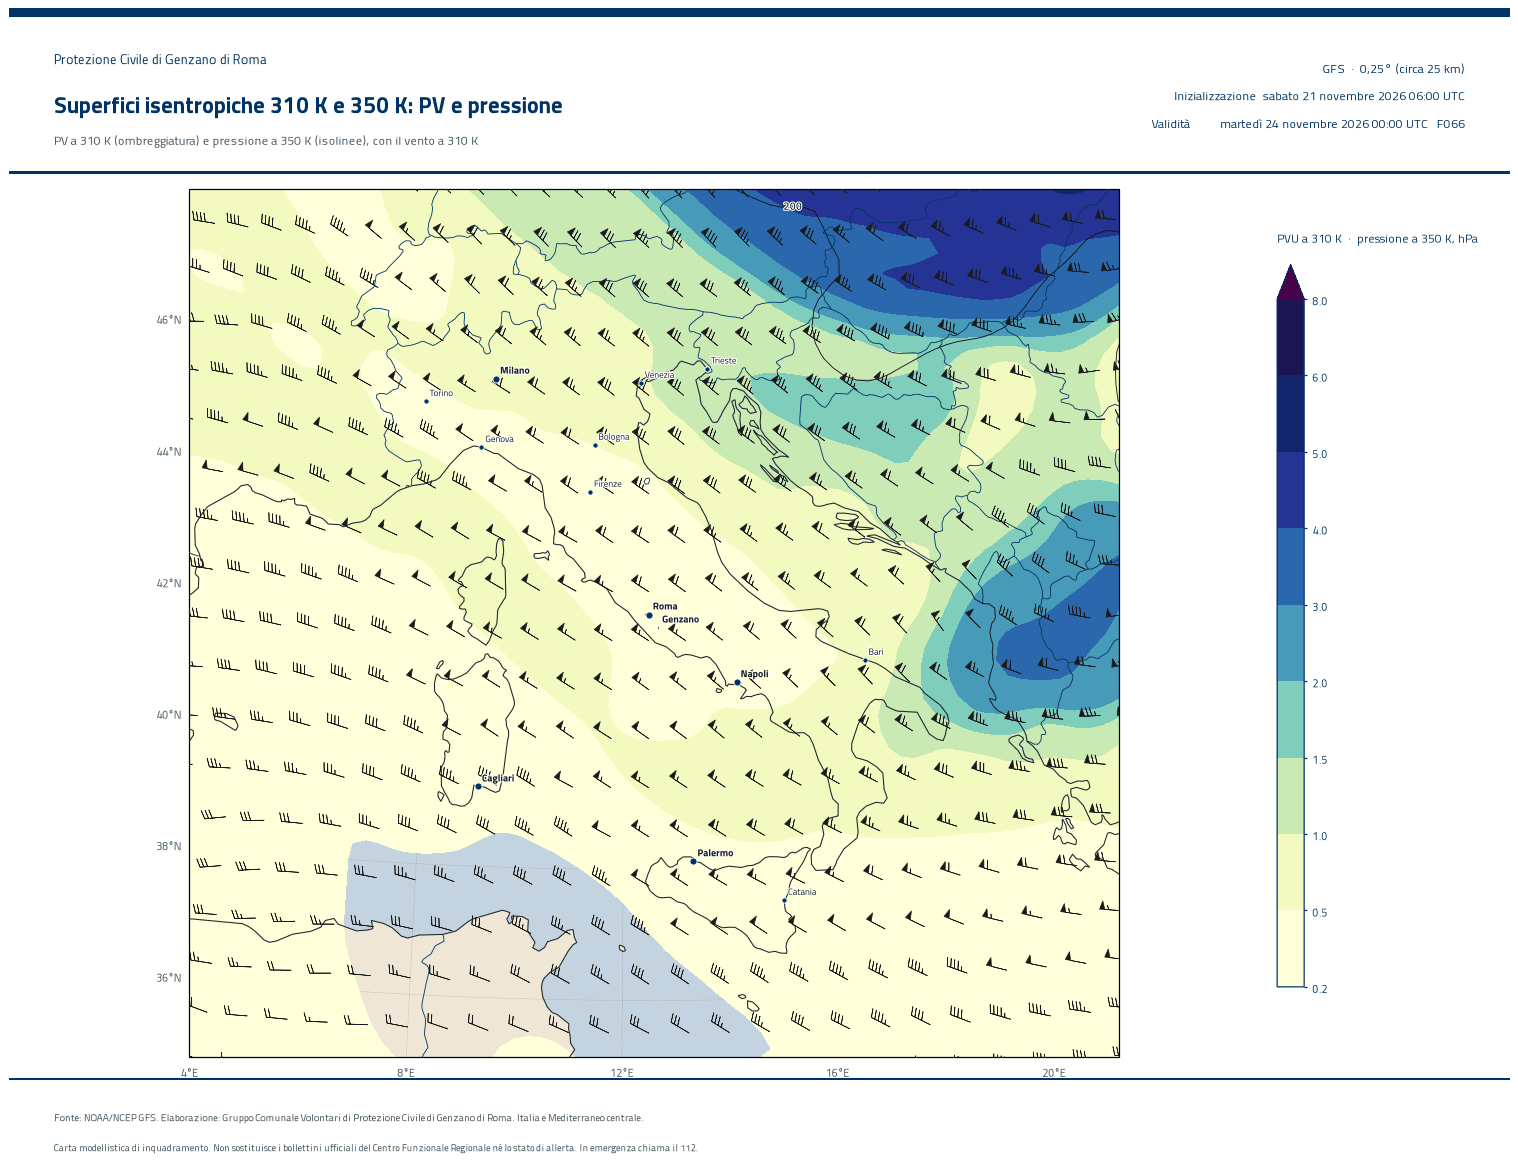 Protezione Civile di Genzano di Roma
Superfici isentropiche 310 K e 350 K: PV e pressione
PV a 310 K (ombreggiatura) e pressione a 350 K (isolinee), con il vento a 310 K
GFS · 0,25° (circa 25 km)
Inizializzazione sabato 21 novembre 2026 06:00 UTC
Validità martedì 24 novembre 2026 00:00 UTC F066
PVU a 310 K · pressione a 350 K, hPa
8.0
6.0
5.0
4.0
3.0
2.0
1.5
1.0
0.5
0.2
200
46°N
44°N
42°N
40°N
38°N
36°N
4°E
8°E
12°E
16°E
20°E
Milano
Torino
Venezia
Trieste
Genova
Bologna
Firenze
Roma
Genzano
Napoli
Bari
Cagliari
Palermo
Catania
Fonte: NOAA/NCEP GFS. Elaborazione: Gruppo Comunale Volontari di Protezione Civile di Genzano di Roma. Italia e Mediterraneo centrale.
Carta modellistica di inquadramento. Non sostituisce i bollettini ufficiali del Centro Funzionale Regionale né lo stato di allerta. In emergenza chiama il 112.